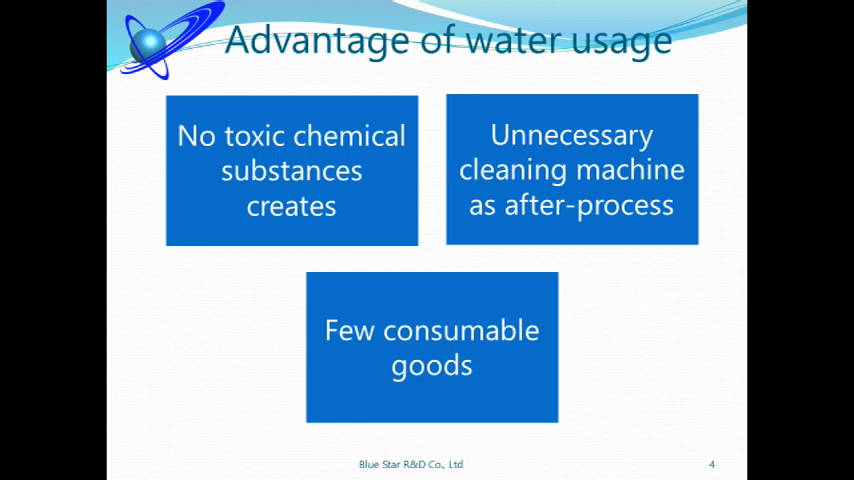 Advantage of water usage
No toxic chemical
substances
creates
Unnecessary
cleaning machine
as after-process
Few consumable
goods
Blue Star R&D Co., Ltd
4